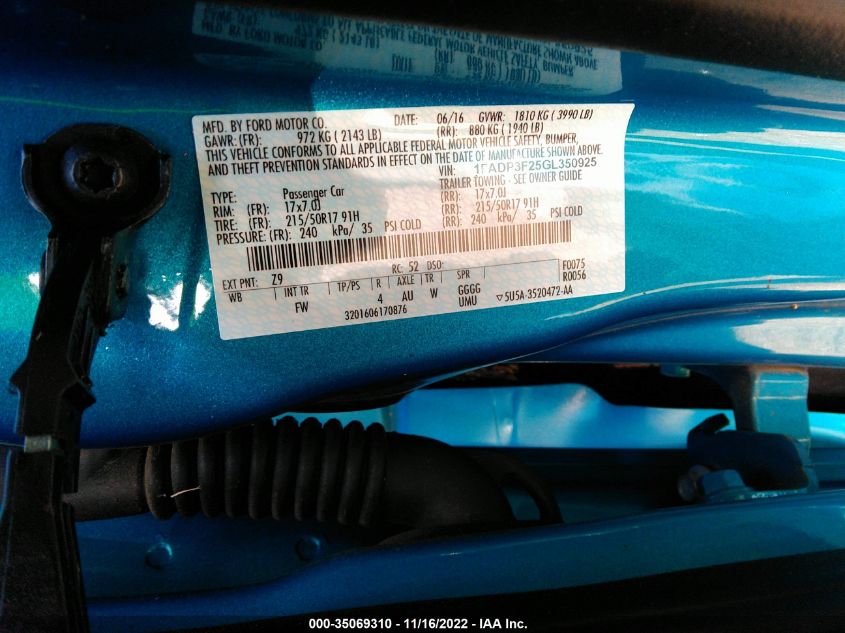 MFD. BY FORD MOTOR CO. DATE: 06/16 GVWR: 1810 KG ( 3990 LB)
GAWR: (FR): 972 KG ( 2143 LB) (RR): 880 KG ( 1940 LB)
THIS VEHICLE CONFORMS TO ALL APPLICABLE FEDERAL MOTOR VEHICLE SAFETY, BUMPER,
AND THEFT PREVENTION STANDARDS IN EFFECT ON THE DATE OF MANUFACTURE SHOWN ABOVE.
VIN: 1FADP3F25GL350925
TYPE: Passenger Car TRAILER TOWING - SEE OWNER GUIDE
RIM: (FR): 17x7.0J (RR): 17x7.0J
TIRE: (FR): 215/50R17 91H (RR): 215/50R17 91H
PRESSURE: (FR): 240 kPa/ 35 PSI COLD (RR): 240 kPa/ 35 PSI COLD
EXT PNT: Z9 RC: 52 DSO: F0075
WB INT TR TP/PS R AXLE TR SPR R0056
FW 4 AU W GGGG
UMU ▽5U5A-3520472-AA
3201606170876
000-35069310 - 11/16/2022 - IAA Inc.